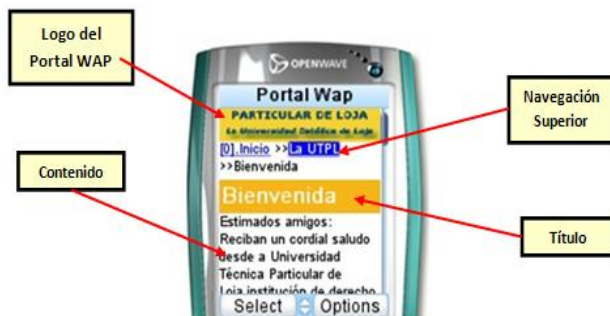 Logo del
Portal WAP
OPENWAVE
Navegación
Superior
Portal Wap
PARTICULAR DE LOJA
La Universidad Católica de Loja
[0].Inicio >>La UTPL
>>Bienvenida
Contenido
Bienvenida
Título
Estimados amigos:
Reciban un cordial saludo
desde a Universidad
Técnica Particular de
Loja institución de derecho
Select
Options